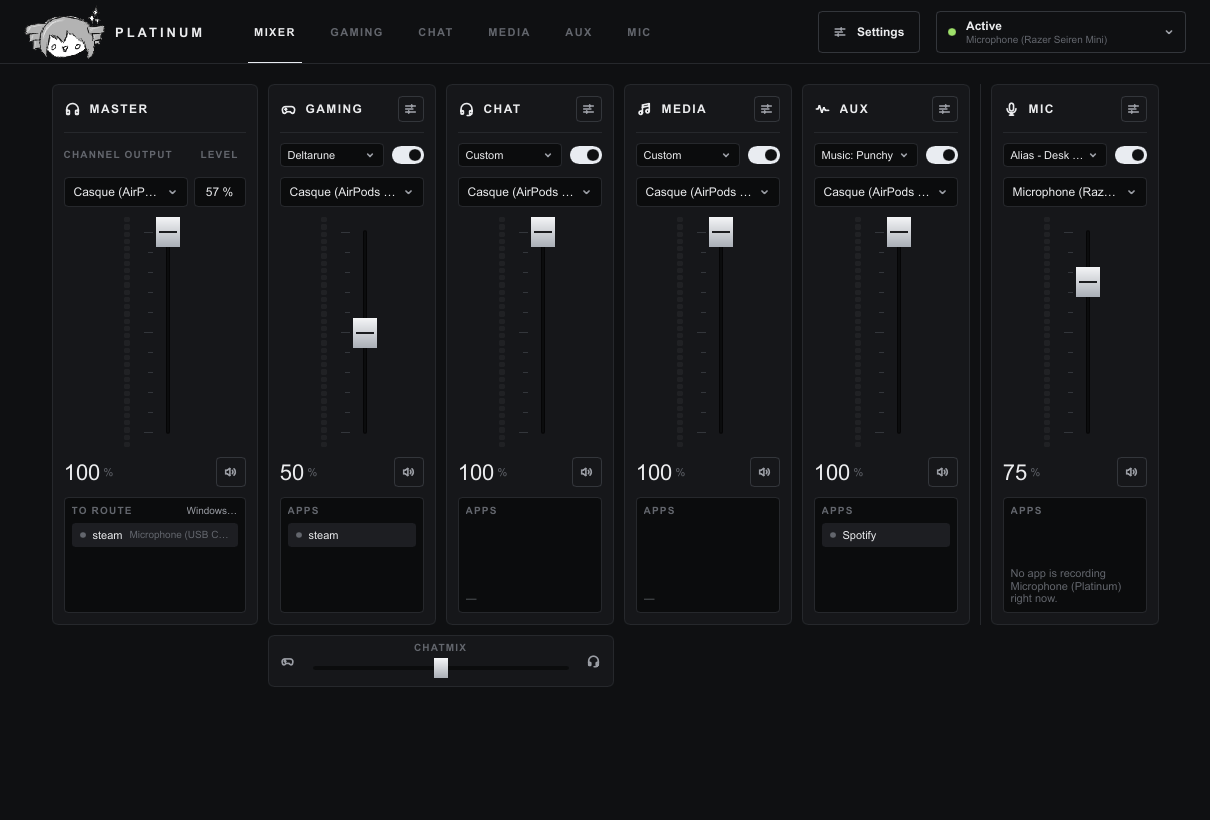 PLATINUM
MIXER
GAMING
CHAT
MEDIA
AUX
MIC
Settings
Active
Microphone (Razer Seiren Mini)
MASTER
CHANNEL OUTPUT
LEVEL
Casque (AirP...
57 %
100 %
TO ROUTE
Windows...
steam
Microphone (USB C...
GAMING
Deltarune
Casque (AirPods ...
50 %
APPS
steam
CHAT
Custom
Casque (AirPods ...
100 %
APPS
—
MEDIA
Custom
Casque (AirPods ...
100 %
APPS
—
AUX
Music: Punchy
Casque (AirPods ...
100 %
APPS
Spotify
MIC
Alias - Desk ...
Microphone (Raz...
75 %
APPS
No app is recording
Microphone (Platinum)
right now.
CHATMIX